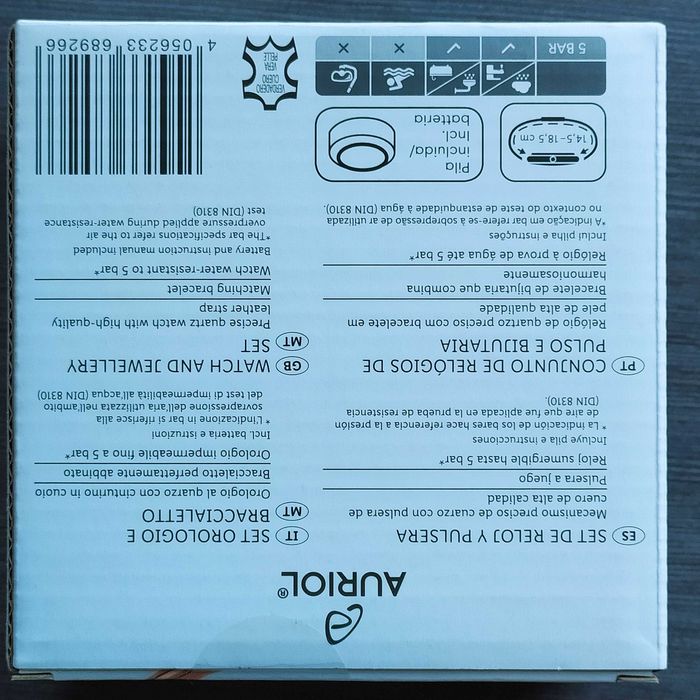 AURIOL®
ES SET DE RELOJ Y PULSERA
Mecanismo preciso de cuarzo con pulsera de
cuero de alta calidad
Pulsera a juego
Reloj sumergible hasta 5 bar*
Incluye pila e instrucciones
* La indicación de los bares hace referencia a la presión
de aire que fue aplicada en la prueba de resistencia
(DIN 8310).
PT CONJUNTO DE RELÓGIOS DE
PULSO E BIJUTARIA
Relógio de quartzo preciso com bracelete em
pele de alta qualidade
Bracelete de bijutaria que combina
harmoniosamente
Relógio à prova de água até 5 bar*
Inclui pilha e instruções
*A indicação em bar refere-se à sobrepressão de ar utilizada
no contexto do teste de estanquidade à água (DIN 8310).
IT SET OROLOGIO E
MT BRACCIALETTO
Orologio al quarzo con cinturino in cuoio
Braccialetto perfettamente abbinato
Orologio impermeabile fino a 5 bar*
Incl. batteria e istruzioni
* L'indicazione in bar si riferisce alla
sovrapressione dell'aria utilizzata nell'ambito
del test di impermeabilità all'acqua (DIN 8310)
GB WATCH AND JEWELLERY
MT SET
Precise quartz watch with high-quality
leather strap
Matching bracelet
Watch water-resistant to 5 bar*
Battery and instruction manual included
*The bar specifications refer to the air
overpressure applied during water-resistance
test (DIN 8310)
14,5–18,5 cm
Pila
incluida/
Incl.
batteria
5 BAR
VERDADERO
CUERO
VERA
PELLE
4 056233 689266